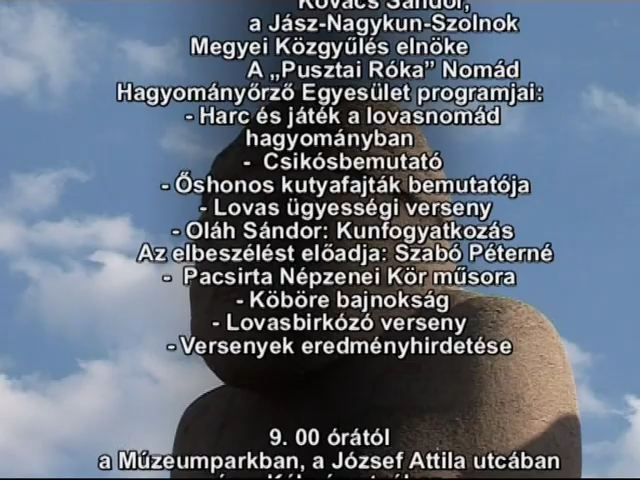 Kovács Sándor,
a Jász-Nagykun-Szolnok
Megyei Közgyűlés elnöke
A „Pusztai Róka” Nomád
Hagyományőrző Egyesület programjai:
- Harc és játék a lovasnomád
hagyományban
- Csikósbemutató
- Őshonos kutyafajták bemutatója
- Lovas ügyességi verseny
- Oláh Sándor: Kunfogyatkozás
Az elbeszélést előadja: Szabó Péterné
- Pacsirta Népzenei Kör műsora
- Köböre bajnokság
- Lovasbirkózó verseny
- Versenyek eredményhirdetése
9. 00 órától
a Múzeumparkban, a József Attila utcában